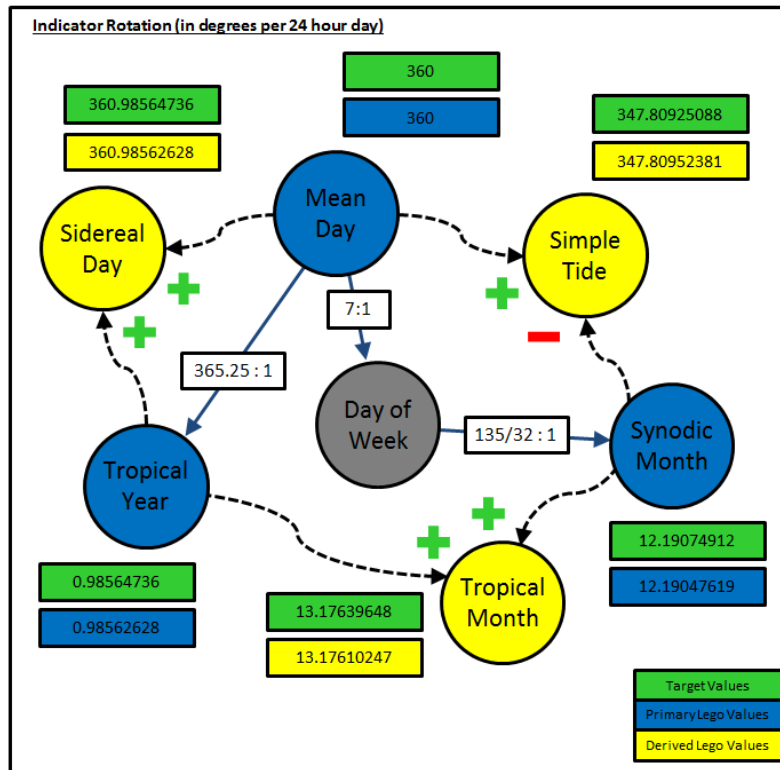 Indicator Rotation (in degrees per 24 hour day)
360
360
360.98564736
360.98562628
347.80925088
347.80952381
Mean
Day
Sidereal
Day
Simple
Tide
7:1
365.25 : 1
Day of
Week
135/32 : 1
Synodic
Month
Tropical
Year
12.19074912
12.19047619
0.98564736
0.98562628
13.17639648
13.17610247
Tropical
Month
Target Values
Primary Lego Values
Derived Lego Values